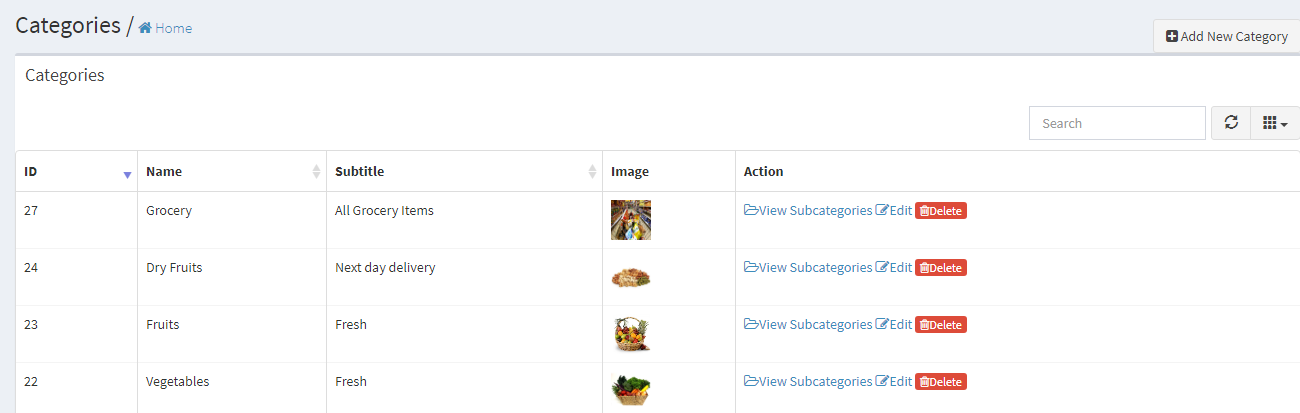 Categories / Home
Add New Category
Categories
Search
ID Name Subtitle Image Action
27 Grocery All Grocery Items View Subcategories Edit Delete
24 Dry Fruits Next day delivery View Subcategories Edit Delete
23 Fruits Fresh View Subcategories Edit Delete
22 Vegetables Fresh View Subcategories Edit Delete